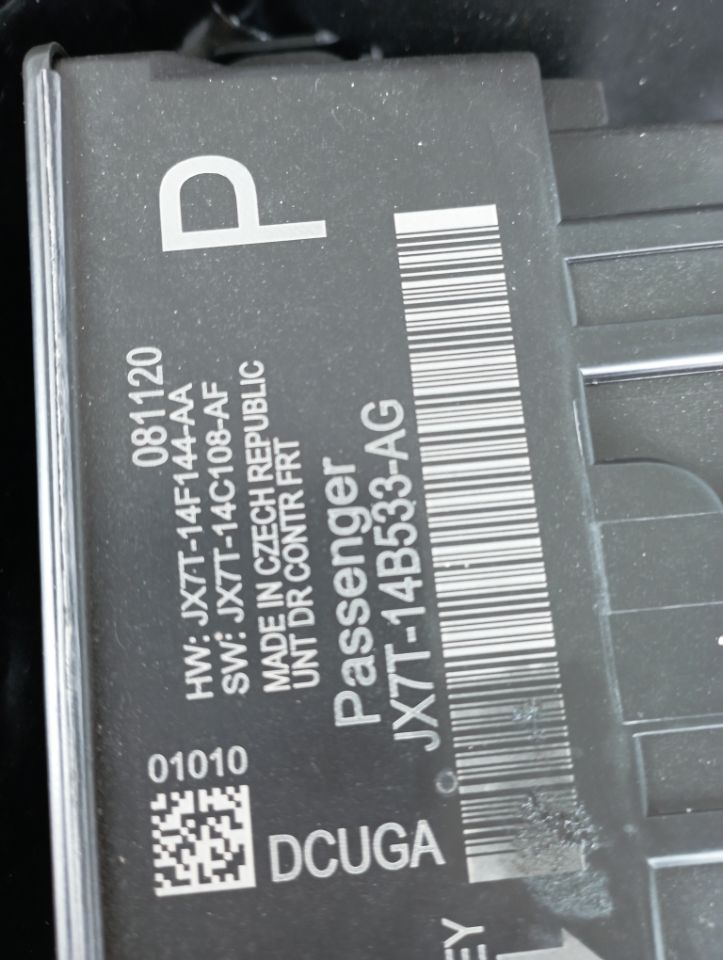 P
081120
HW: JX7T-14F144-AA
SW: JX7T-14C108-AF
MADE IN CZECH REPUBLIC
UNT DR CONTR FRT
Passenger
JX7T-14B533-AG
01010
DCUGA
EY